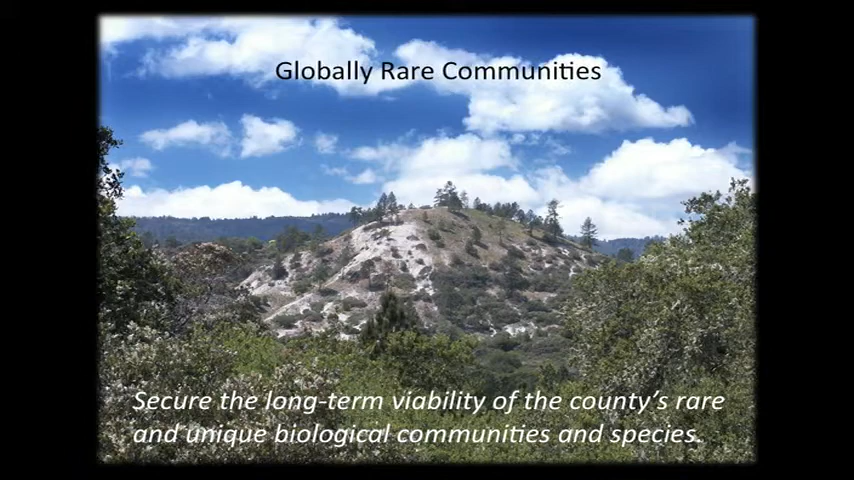 Globally Rare Communities
Secure the long-term viability of the county's rare
and unique biological communities and species.